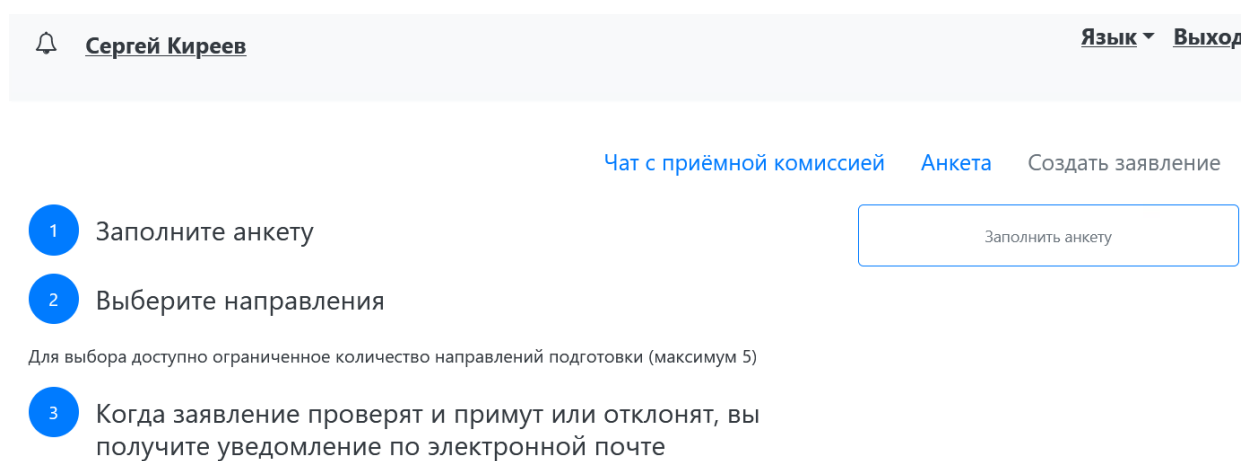 Сергей Киреев
Язык Выход
Чат с приёмной комиссией Анкета Создать заявление
1 Заполните анкету
Заполнить анкету
2 Выберите направления
Для выбора доступно ограниченное количество направлений подготовки (максимум 5)
3 Когда заявление проверят и примут или отклонят, вы
получите уведомление по электронной почте